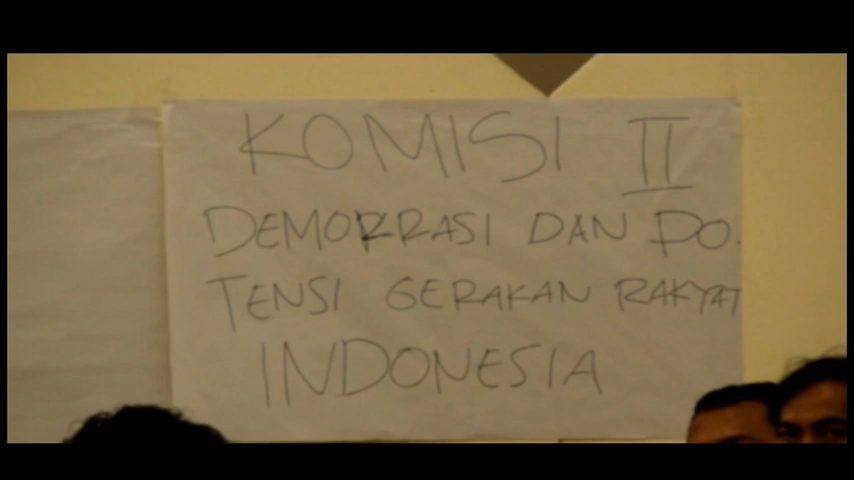 KOMISI II
DEMOKRASI DAN PO-
TENSI GERAKAN RAKYAT
INDONESIA